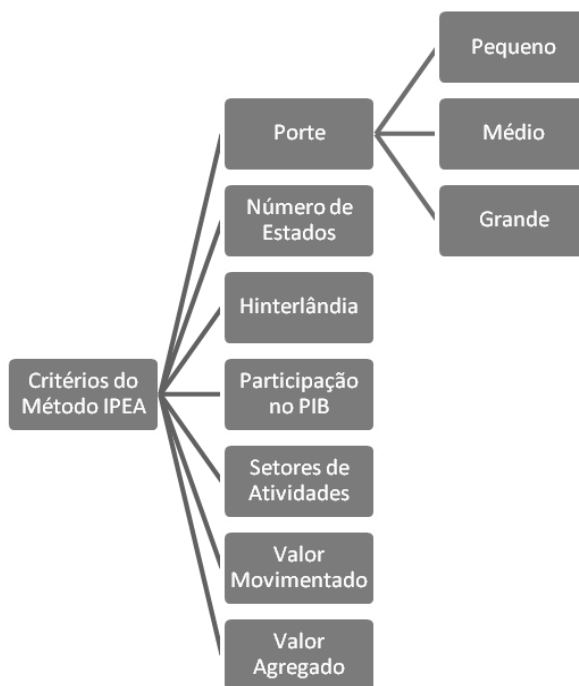 Critérios do
Método IPEA
Porte
Número de
Estados
Hinterlândia
Participação
no PIB
Setores de
Atividades
Valor
Movimentado
Valor
Agregado
Pequeno
Médio
Grande